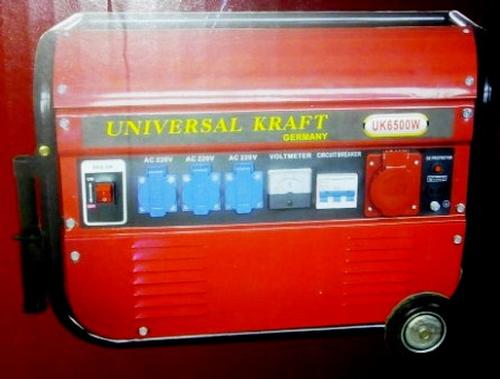 UNIVERSAL KRAFT
GERMANY
UK6500W
AC 220V
AC 220V
AC 220V
VOLTMETER
CIRCUIT BREAKER